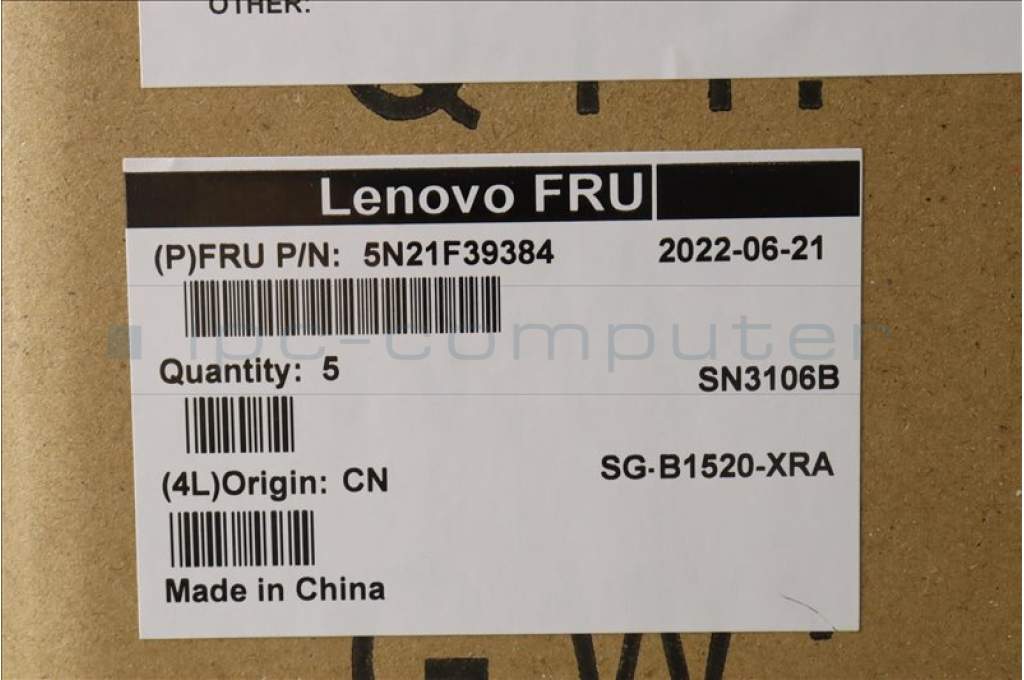 OTHER:
Lenovo FRU
(P)FRU P/N: 5N21F39384 2022-06-21
ipc-computer
Quantity: 5
SN3106B
(4L)Origin: CN
SG-B1520-XRA
Made in China